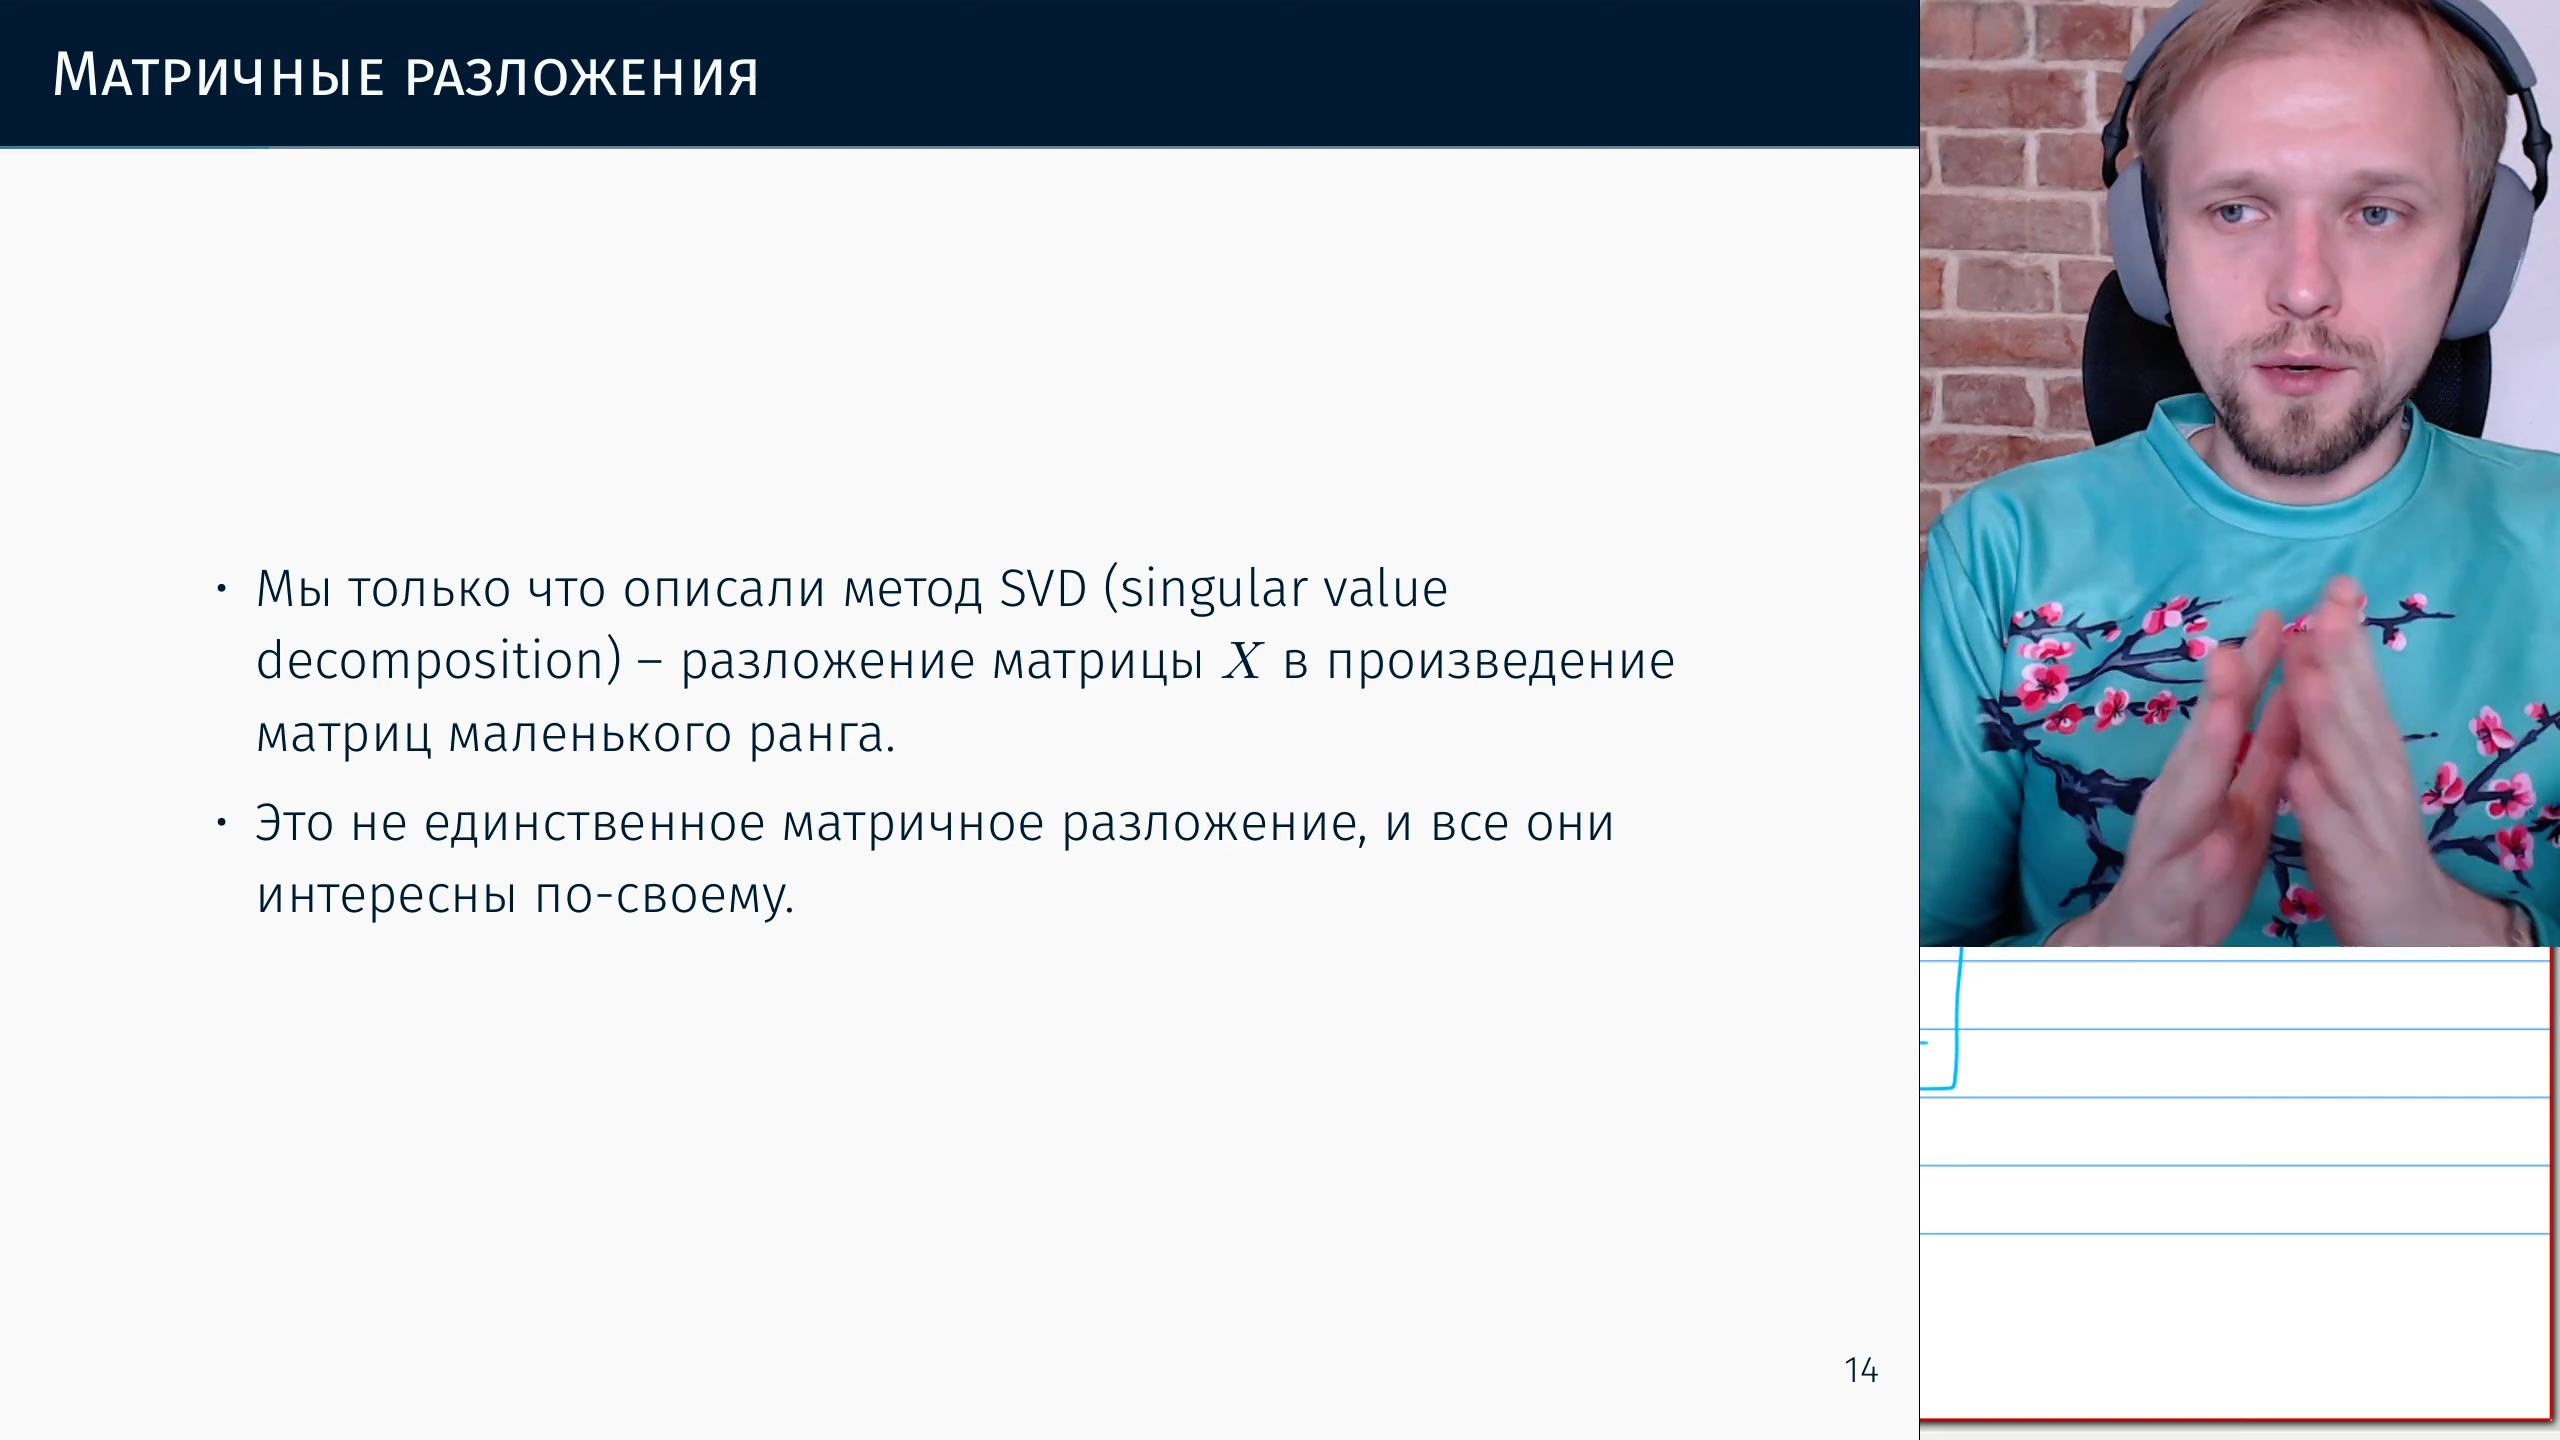 Матричные разложения
• Мы только что описали метод SVD (singular value
decomposition) – разложение матрицы X в произведение
матриц маленького ранга.
• Это не единственное матричное разложение, и все они
интересны по-своему.
14